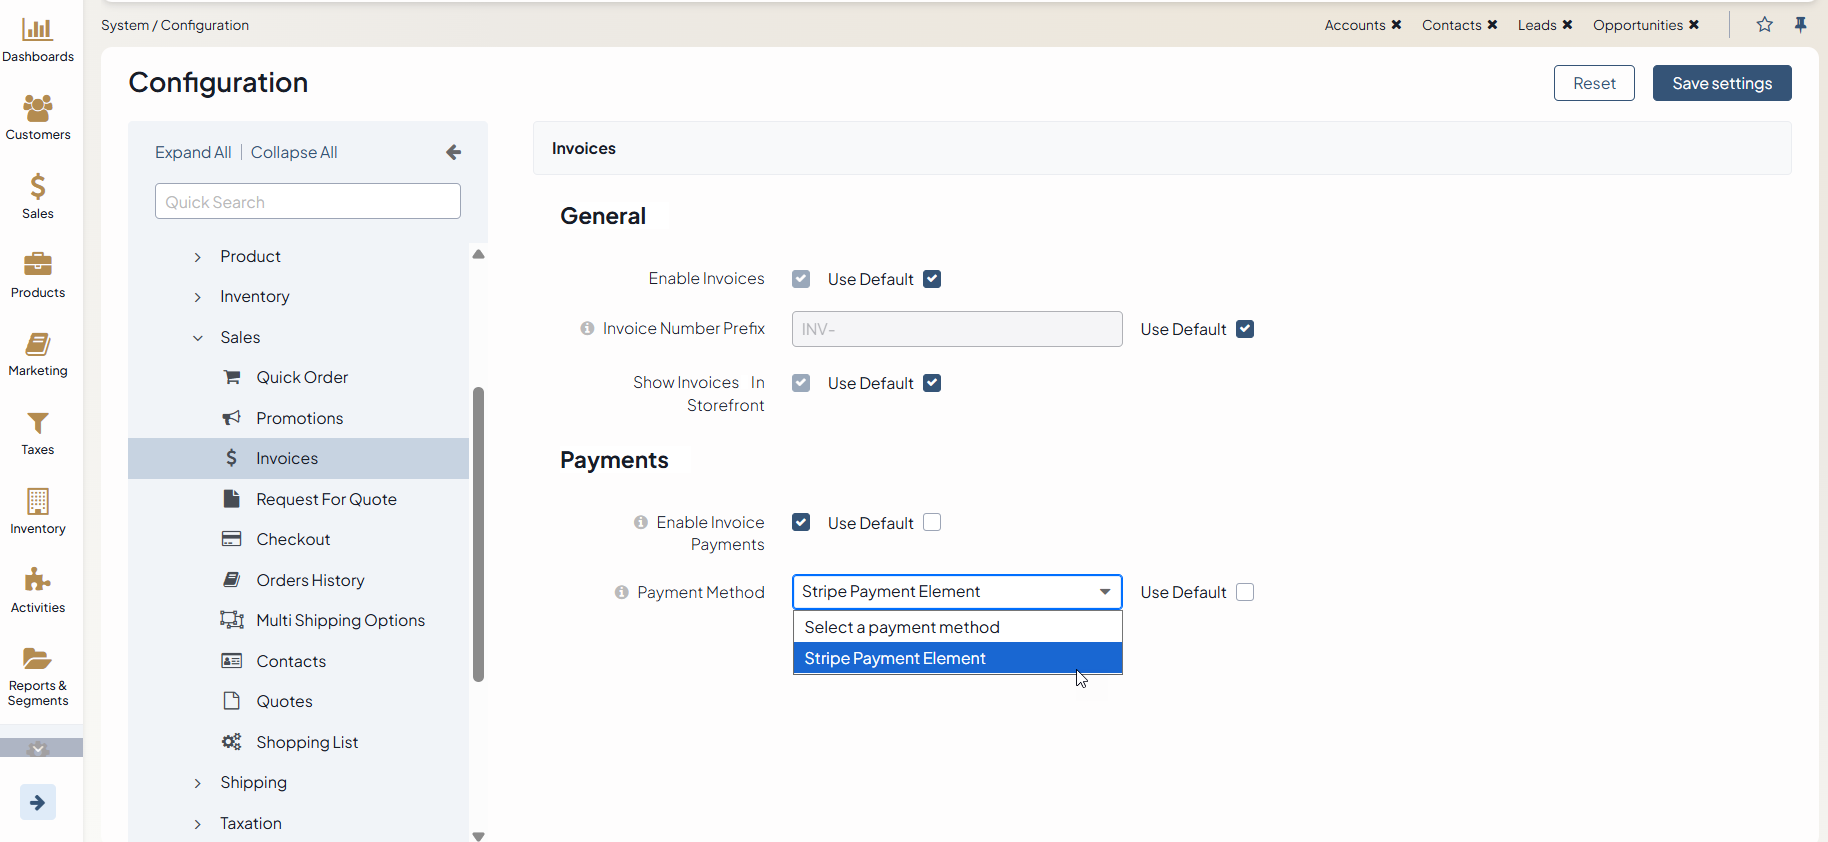 System / Configuration
Accounts ✖ Contacts ✖ Leads ✖ Opportunities ✖
Dashboards
Customers
Sales
Products
Marketing
Taxes
Inventory
Activities
Reports &
Segments
Configuration
Reset
Save settings
Expand All | Collapse All
Quick Search
Product
Inventory
Sales
Quick Order
Promotions
Invoices
Request For Quote
Checkout
Orders History
Multi Shipping Options
Contacts
Quotes
Shopping List
Shipping
Taxation
Invoices
General
Enable Invoices
Use Default
Invoice Number Prefix
INV-
Use Default
Show Invoices In
Storefront
Use Default
Payments
Enable Invoice
Payments
Use Default
Payment Method
Stripe Payment Element
Use Default
Select a payment method
Stripe Payment Element